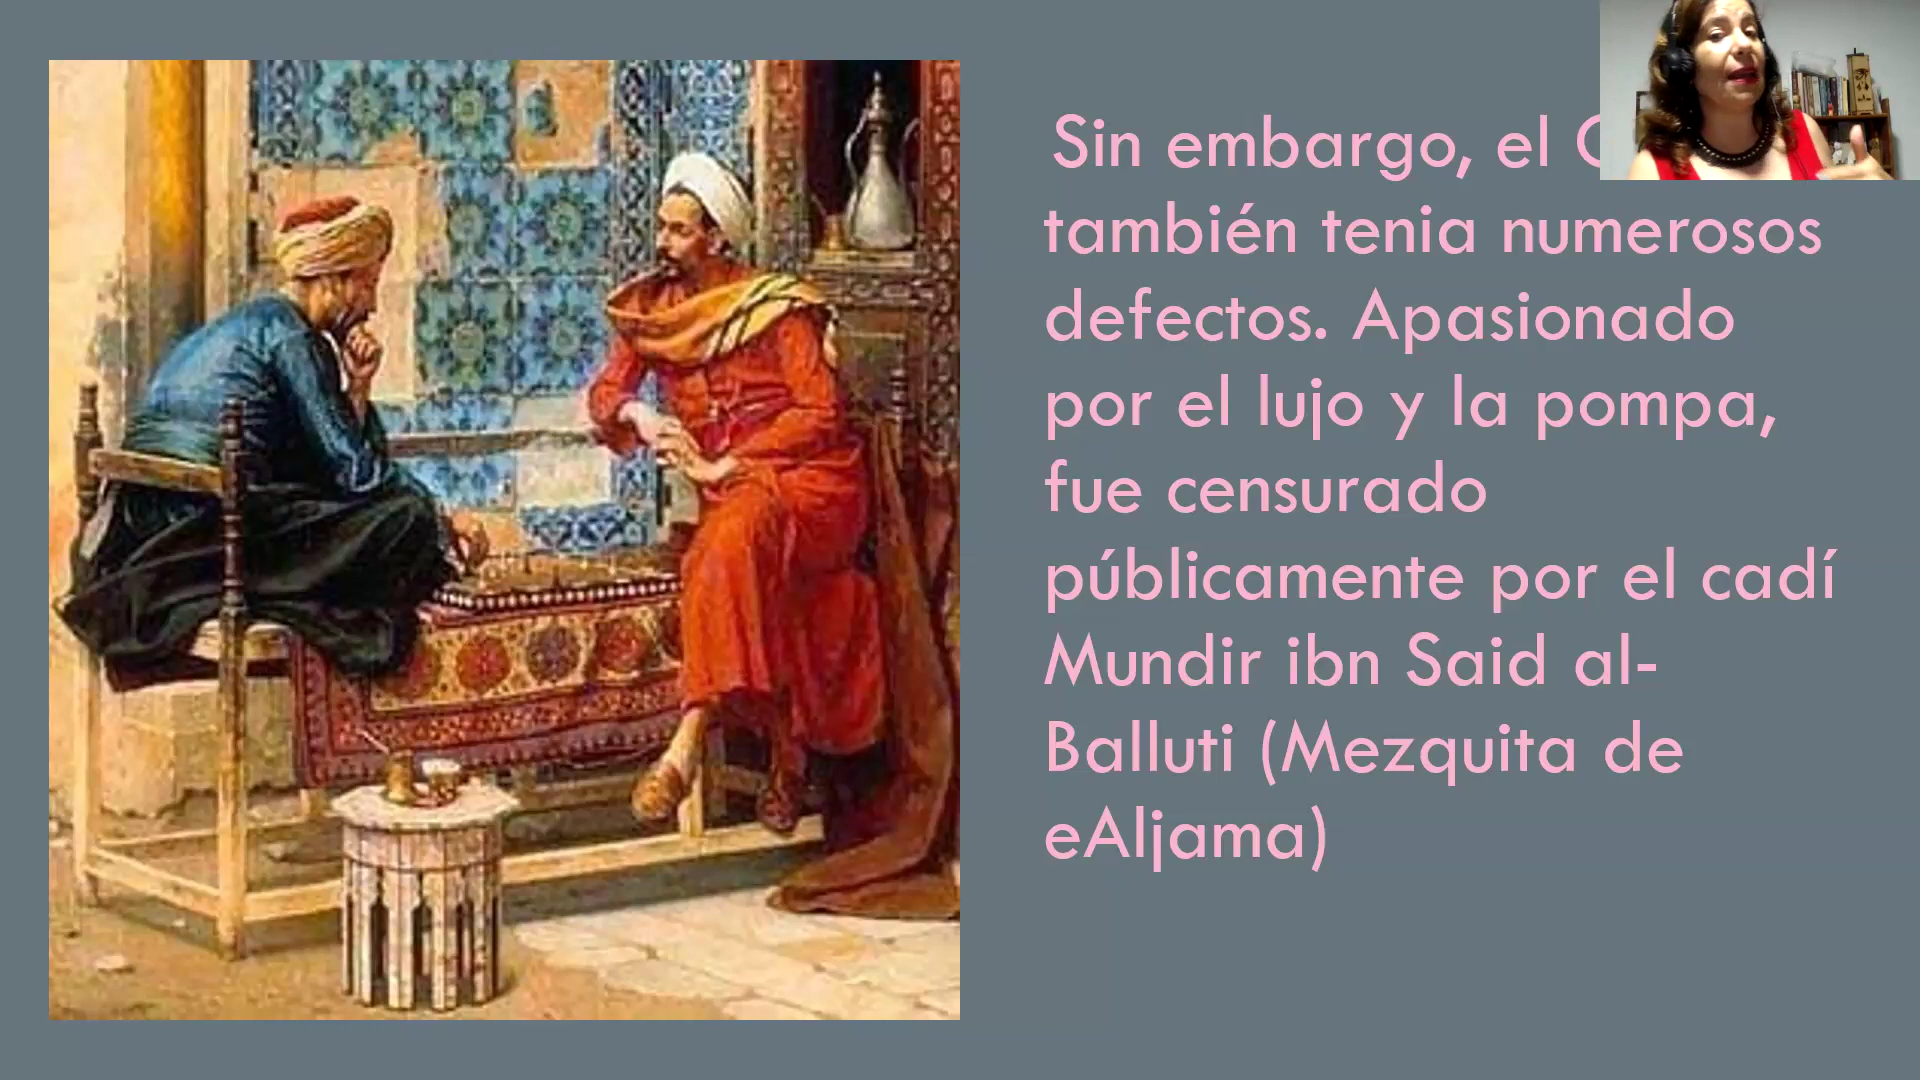 Sin embargo, el
también tenia numerosos
defectos. Apasionado
por el lujo y la pompa,
fue censurado
públicamente por el cadí
Mundir ibn Said al-
Balluti (Mezquita de
eAljama)